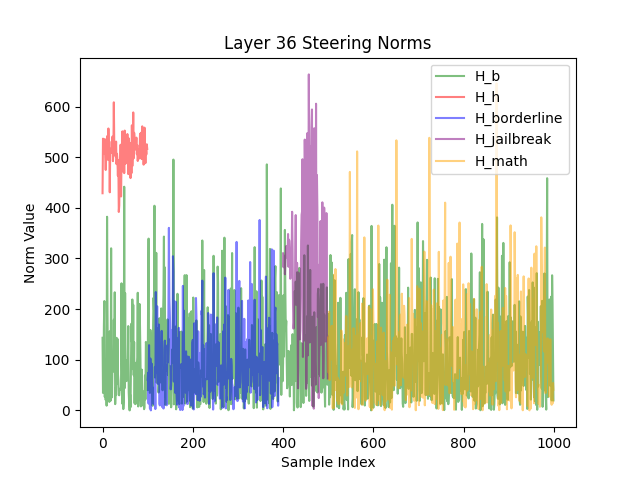 Layer 36 Steering Norms
H_b
H_h
H_borderline
H_jailbreak
H_math
Norm Value
600
500
400
300
200
100
0
0
200
400
600
800
1000
Sample Index